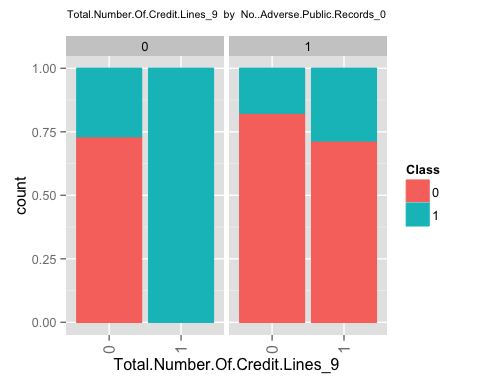 Total.Number.Of.Credit.Lines_9 by No..Adverse.Public.Records_0
0 1
1.00
0.75
0.50
0.25
0.00
count
0 1 0 1
Total.Number.Of.Credit.Lines_9
Class
0
1